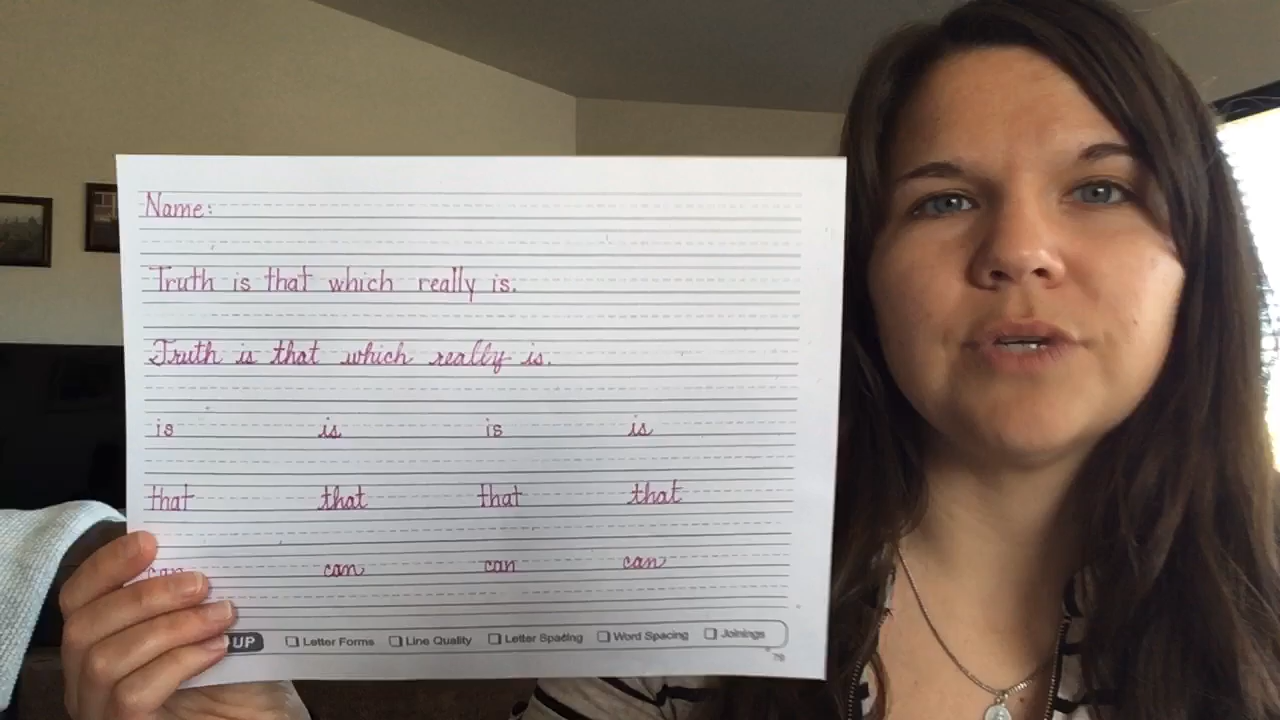 Name:
Truth is that which really is.
Truth is that which really is.
is is is is
that that that that
can can can can
UP Letter Forms Line Quality Letter Spacing Word Spacing Joinings